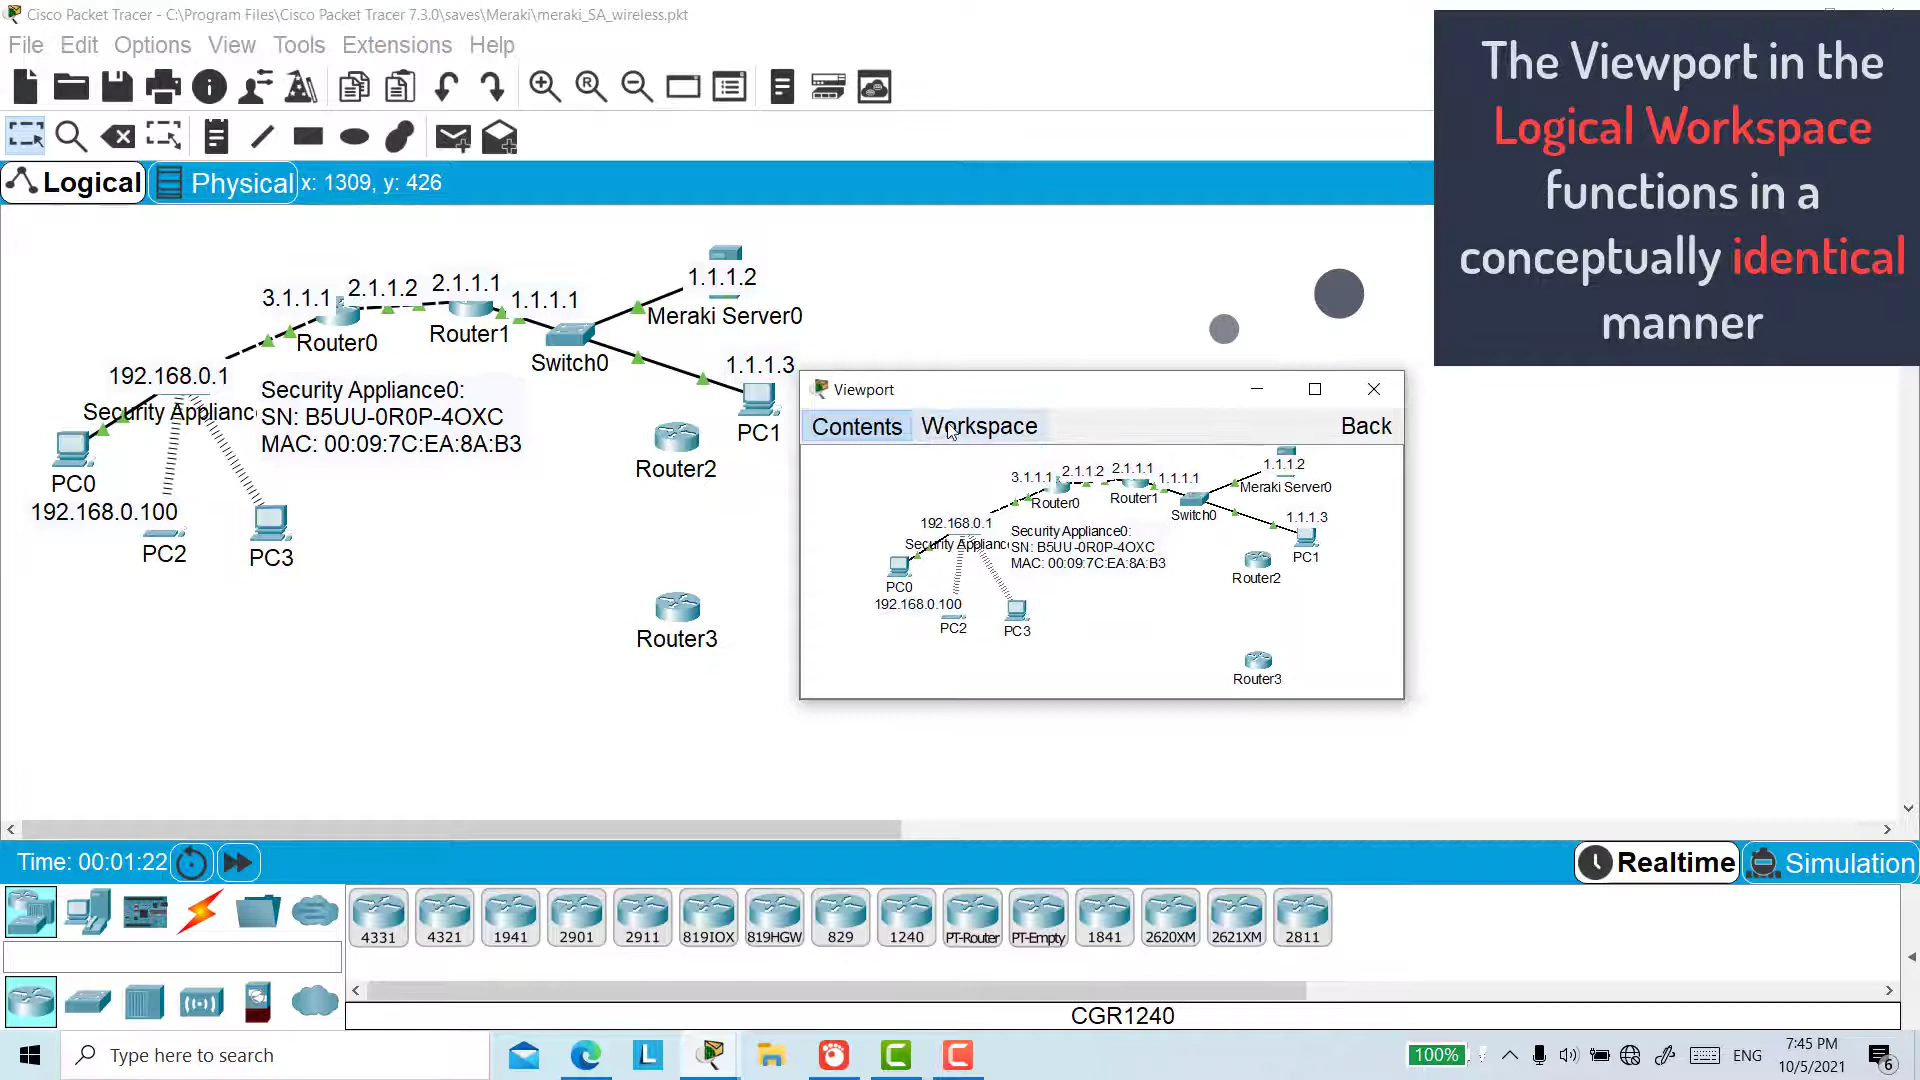 Cisco Packet Tracer - C:\Program Files\Cisco Packet Tracer 7.3.0\saves\Meraki\meraki_SA_wireless.pkt
File Edit Options View Tools Extensions Help
The Viewport in the
Logical Workspace
functions in a
conceptually identical
manner
Logical Physical x: 1309, y: 426
1.1.1.2
Meraki Server0
3.1.1.1
2.1.1.2
2.1.1.1
1.1.1.1
Router0
Router1
Switch0
1.1.1.3
PC1
192.168.0.1
Security Applianc
Security Appliance0:
SN: B5UU-0R0P-4OXC
MAC: 00:09:7C:EA:8A:B3
PC0
192.168.0.100
PC2
PC3
Router2
Router3
Viewport
Contents Workspace Back
1.1.1.2
Meraki Server0
3.1.1.1
2.1.1.2
2.1.1.1
1.1.1.1
Router0
Router1
Switch0
1.1.1.3
PC1
192.168.0.1
Security Applianc
Security Appliance0:
SN: B5UU-0R0P-4OXC
MAC: 00:09:7C:EA:8A:B3
PC0
192.168.0.100
PC2
PC3
Router2
Router3
Time: 00:01:22 Realtime Simulation
4331 4321 1941 2901 2911 819IOX 819HGW 829 1240 PT-Router PT-Empty 1841 2620XM 2621XM 2811
CGR1240
Type here to search
100%
ENG
7:45 PM
10/5/2021
6